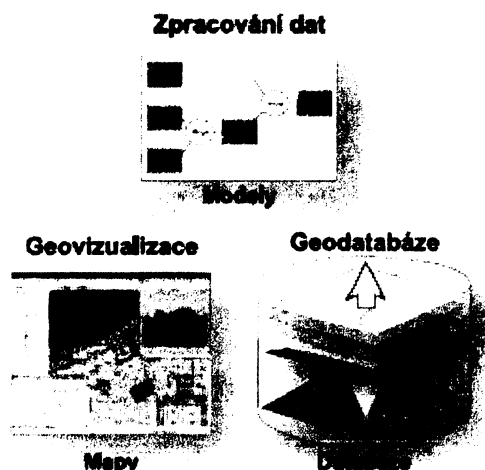 Zpracování dat
Modely
Geovizualizace
Geodatabáze
Mapy